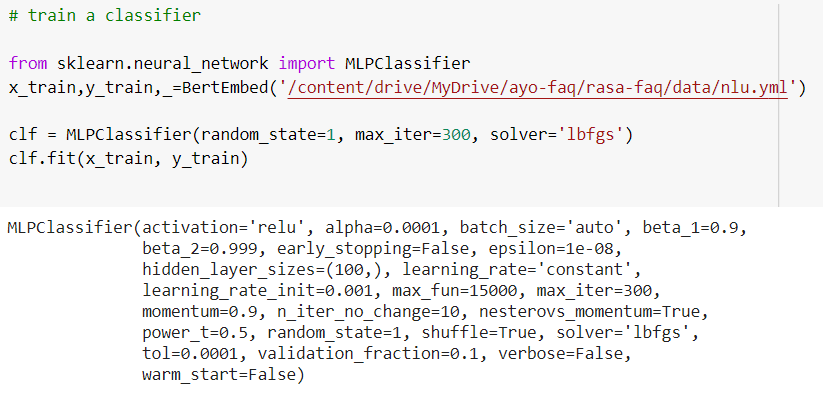 # train a classifier
from sklearn.neural_network import MLPClassifier
x_train,y_train,_=BertEmbed('/content/drive/MyDrive/ayo-faq/rasa-faq/data/nlu.yml')
clf = MLPClassifier(random_state=1, max_iter=300, solver='lbfgs')
clf.fit(x_train, y_train)
MLPClassifier(activation='relu', alpha=0.0001, batch_size='auto', beta_1=0.9,
beta_2=0.999, early_stopping=False, epsilon=1e-08,
hidden_layer_sizes=(100,), learning_rate='constant',
learning_rate_init=0.001, max_fun=15000, max_iter=300,
momentum=0.9, n_iter_no_change=10, nesterovs_momentum=True,
power_t=0.5, random_state=1, shuffle=True, solver='lbfgs',
tol=0.0001, validation_fraction=0.1, verbose=False,
warm_start=False)